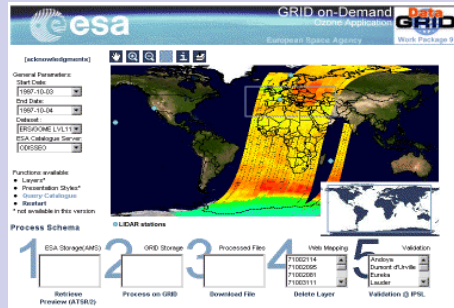 esa
GRID on-Demand
Ozone Application
European Space Agency
Data
GRID
Work Package 9
[acknowledgments]
General Parameters:
Start Date:
1997-10-03
End Date:
1997-10-04
Dataset:
ERS/GOME LVL11
ESA Catalogue Server:
ODISSEO
Functions available:
Layers*
Presentation Styles*
Query Catalogue
Restart
* not available in this version
LIDAR stations
Process Schema
1
ESA Storage(AMS)
Retrieve
Preview (ATSR/2)
2
GRID Storage
Process on GRID
3
Processed Files
Download File
4
Web Mapping
71002114
71002095
71002081
71003111
Delete Layer
5
Validation
Andoya
Dumont d'Urville
Eureka
Lauder
Validation @ IPSL